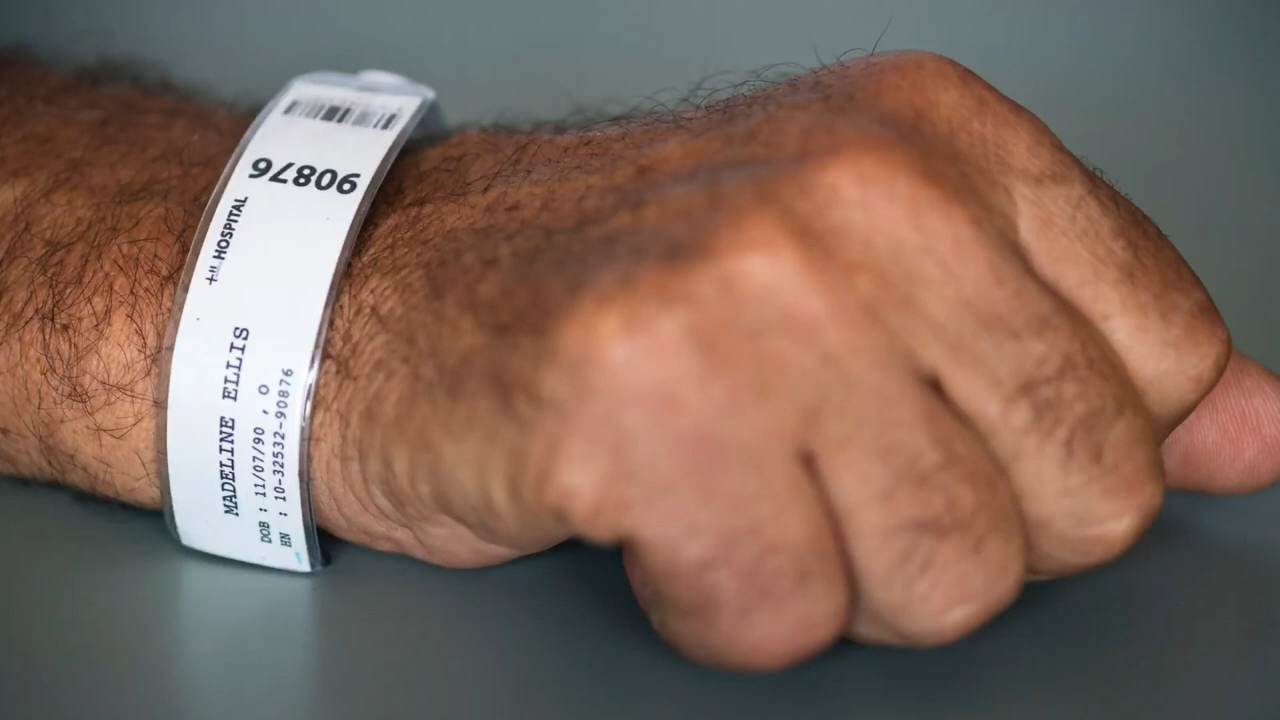 90876
HOSPITAL
MADELINE ELLIS
DOB : 11/07/90 , O
HN : 10-32532-90876